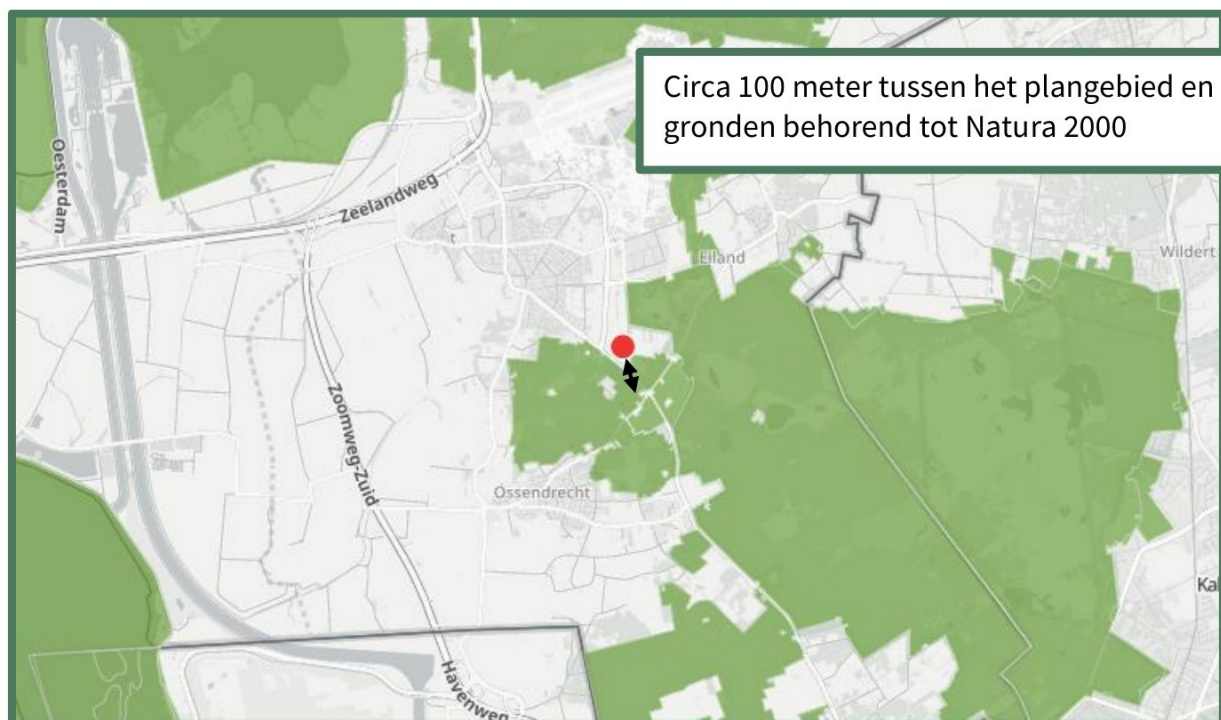 Circa 100 meter tussen het plangebied en
gronden behorend tot Natura 2000
Oesterdam
Zeelandweg
t
Eiland
Wildert
Zoomweg-Zuid
Ossendrecht
Ka
Havenweg